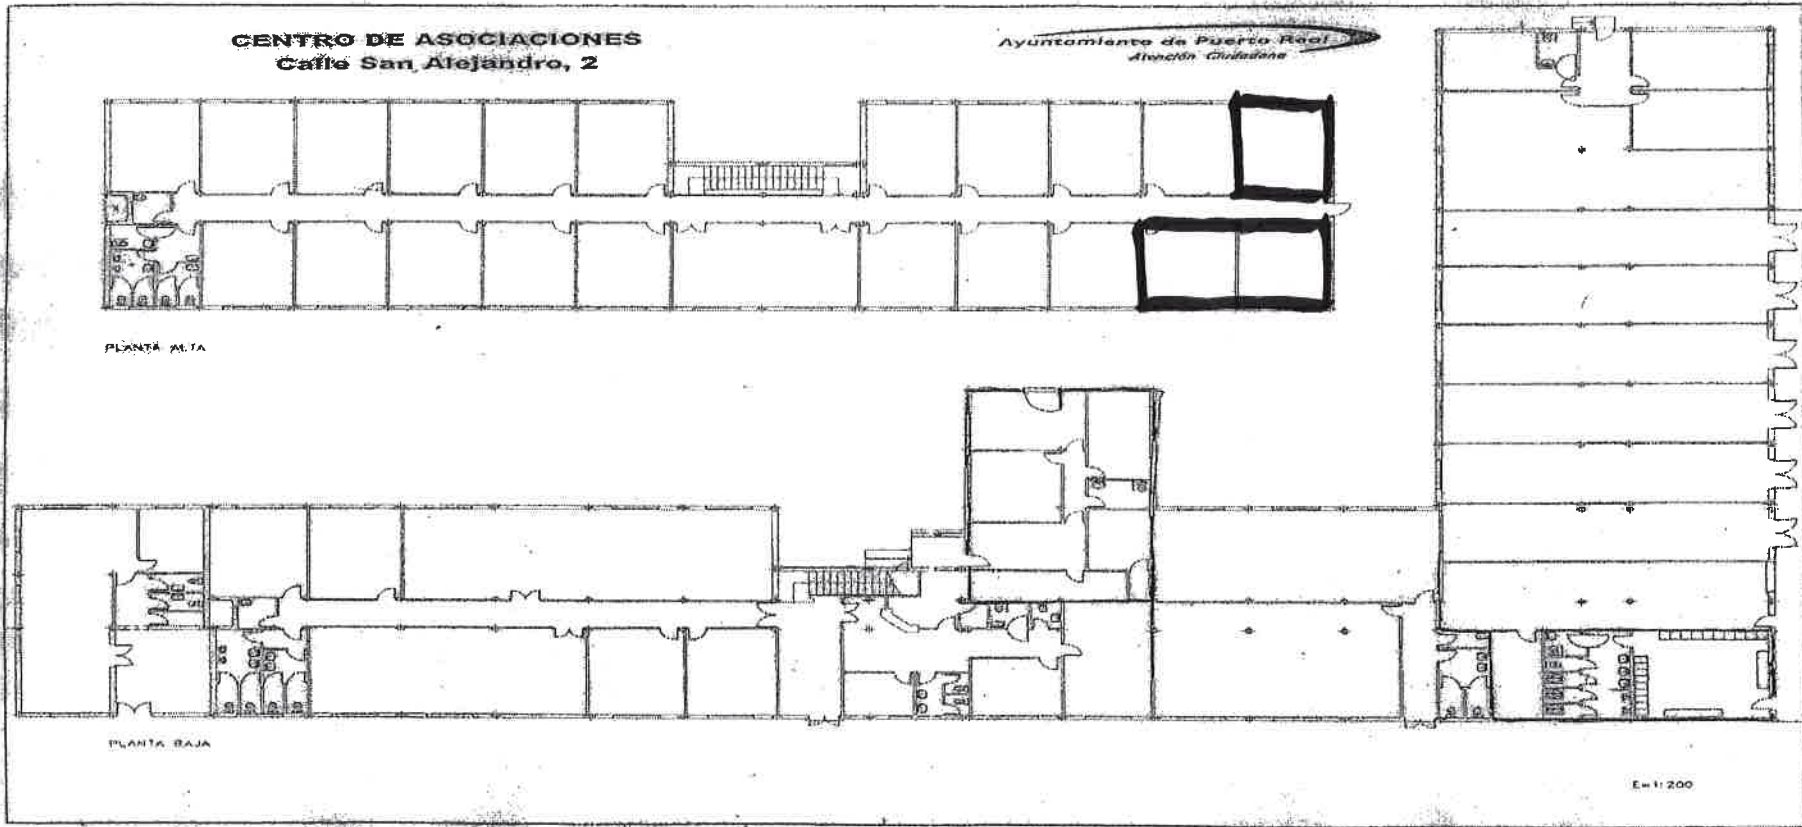 CENTRO DE ASOCIACIONES
Calle San Alejandro, 2
Ayuntamiento de Puerto Real
Atención Ciudadana
PLANTA ALTA
PLANTA BAJA
E=1:200